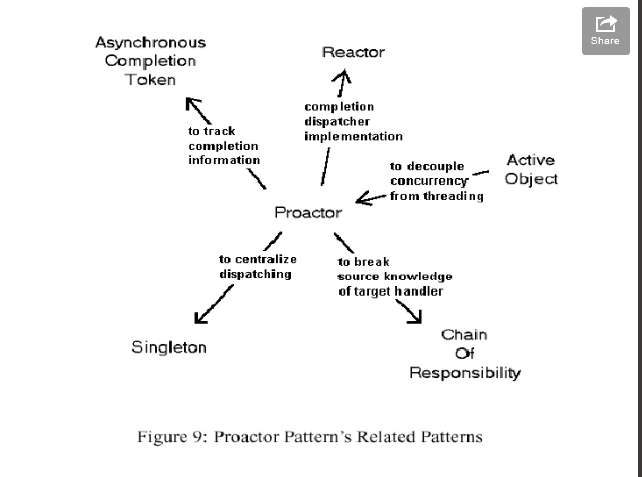 Share
Asynchronous
Completion
Token
Reactor
to track
completion
information
completion
dispatcher
implementation
to decouple
concurrency
from threading
Active
Object
Proactor
to centralize
dispatching
to break
source knowledge
of target handler
Singleton
Chain
Of
Responsibility
Figure 9: Proactor Pattern's Related Patterns